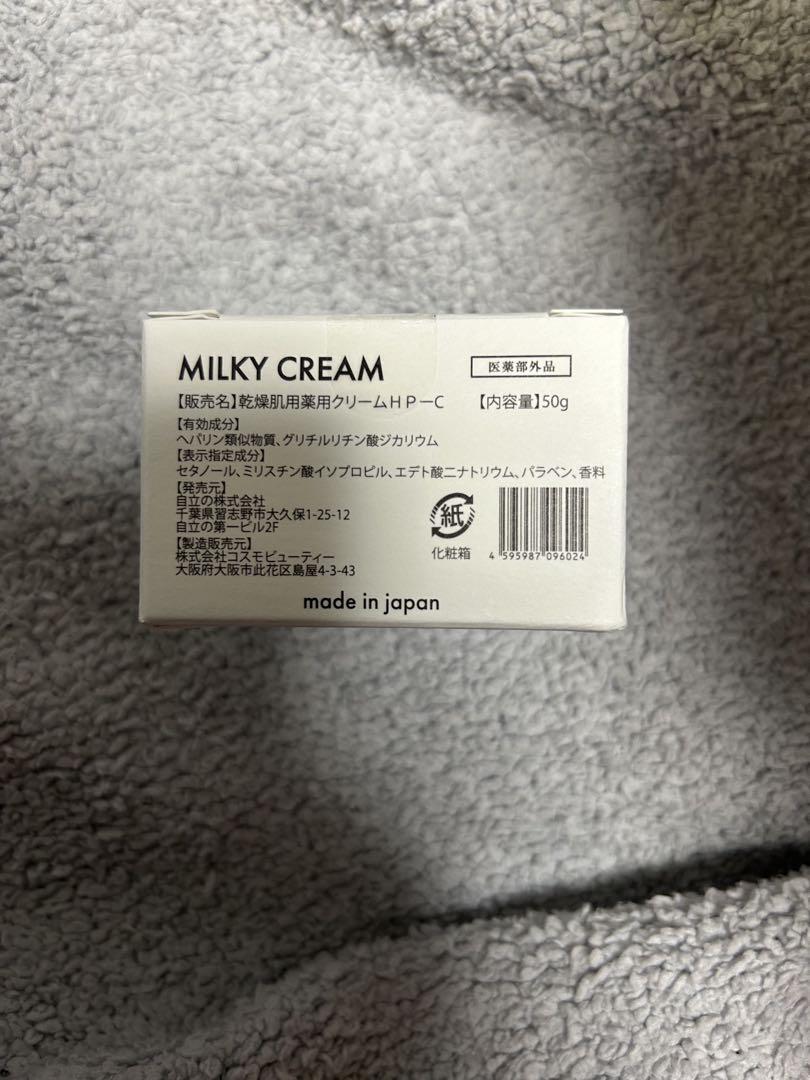 MILKY CREAM
医薬部外品
【販売名】乾燥肌用薬用クリームHPーC 【内容量】50g
【有効成分】
ヘパリン類似物質、グリチルリチン酸ジカリウム
【表示指定成分】
セタノール、ミリスチン酸イソプロピル、エデト酸二ナトリウム、パラベン、香料
【発売元】
自立の株式会社
千葉県習志野市大久保1-25-12
自立の第一ビル2F
【製造販売元】
株式会社コスモビューティー
大阪府大阪市此花区島屋4-3-43
紙
化粧箱
4 595987 096024
made in japan